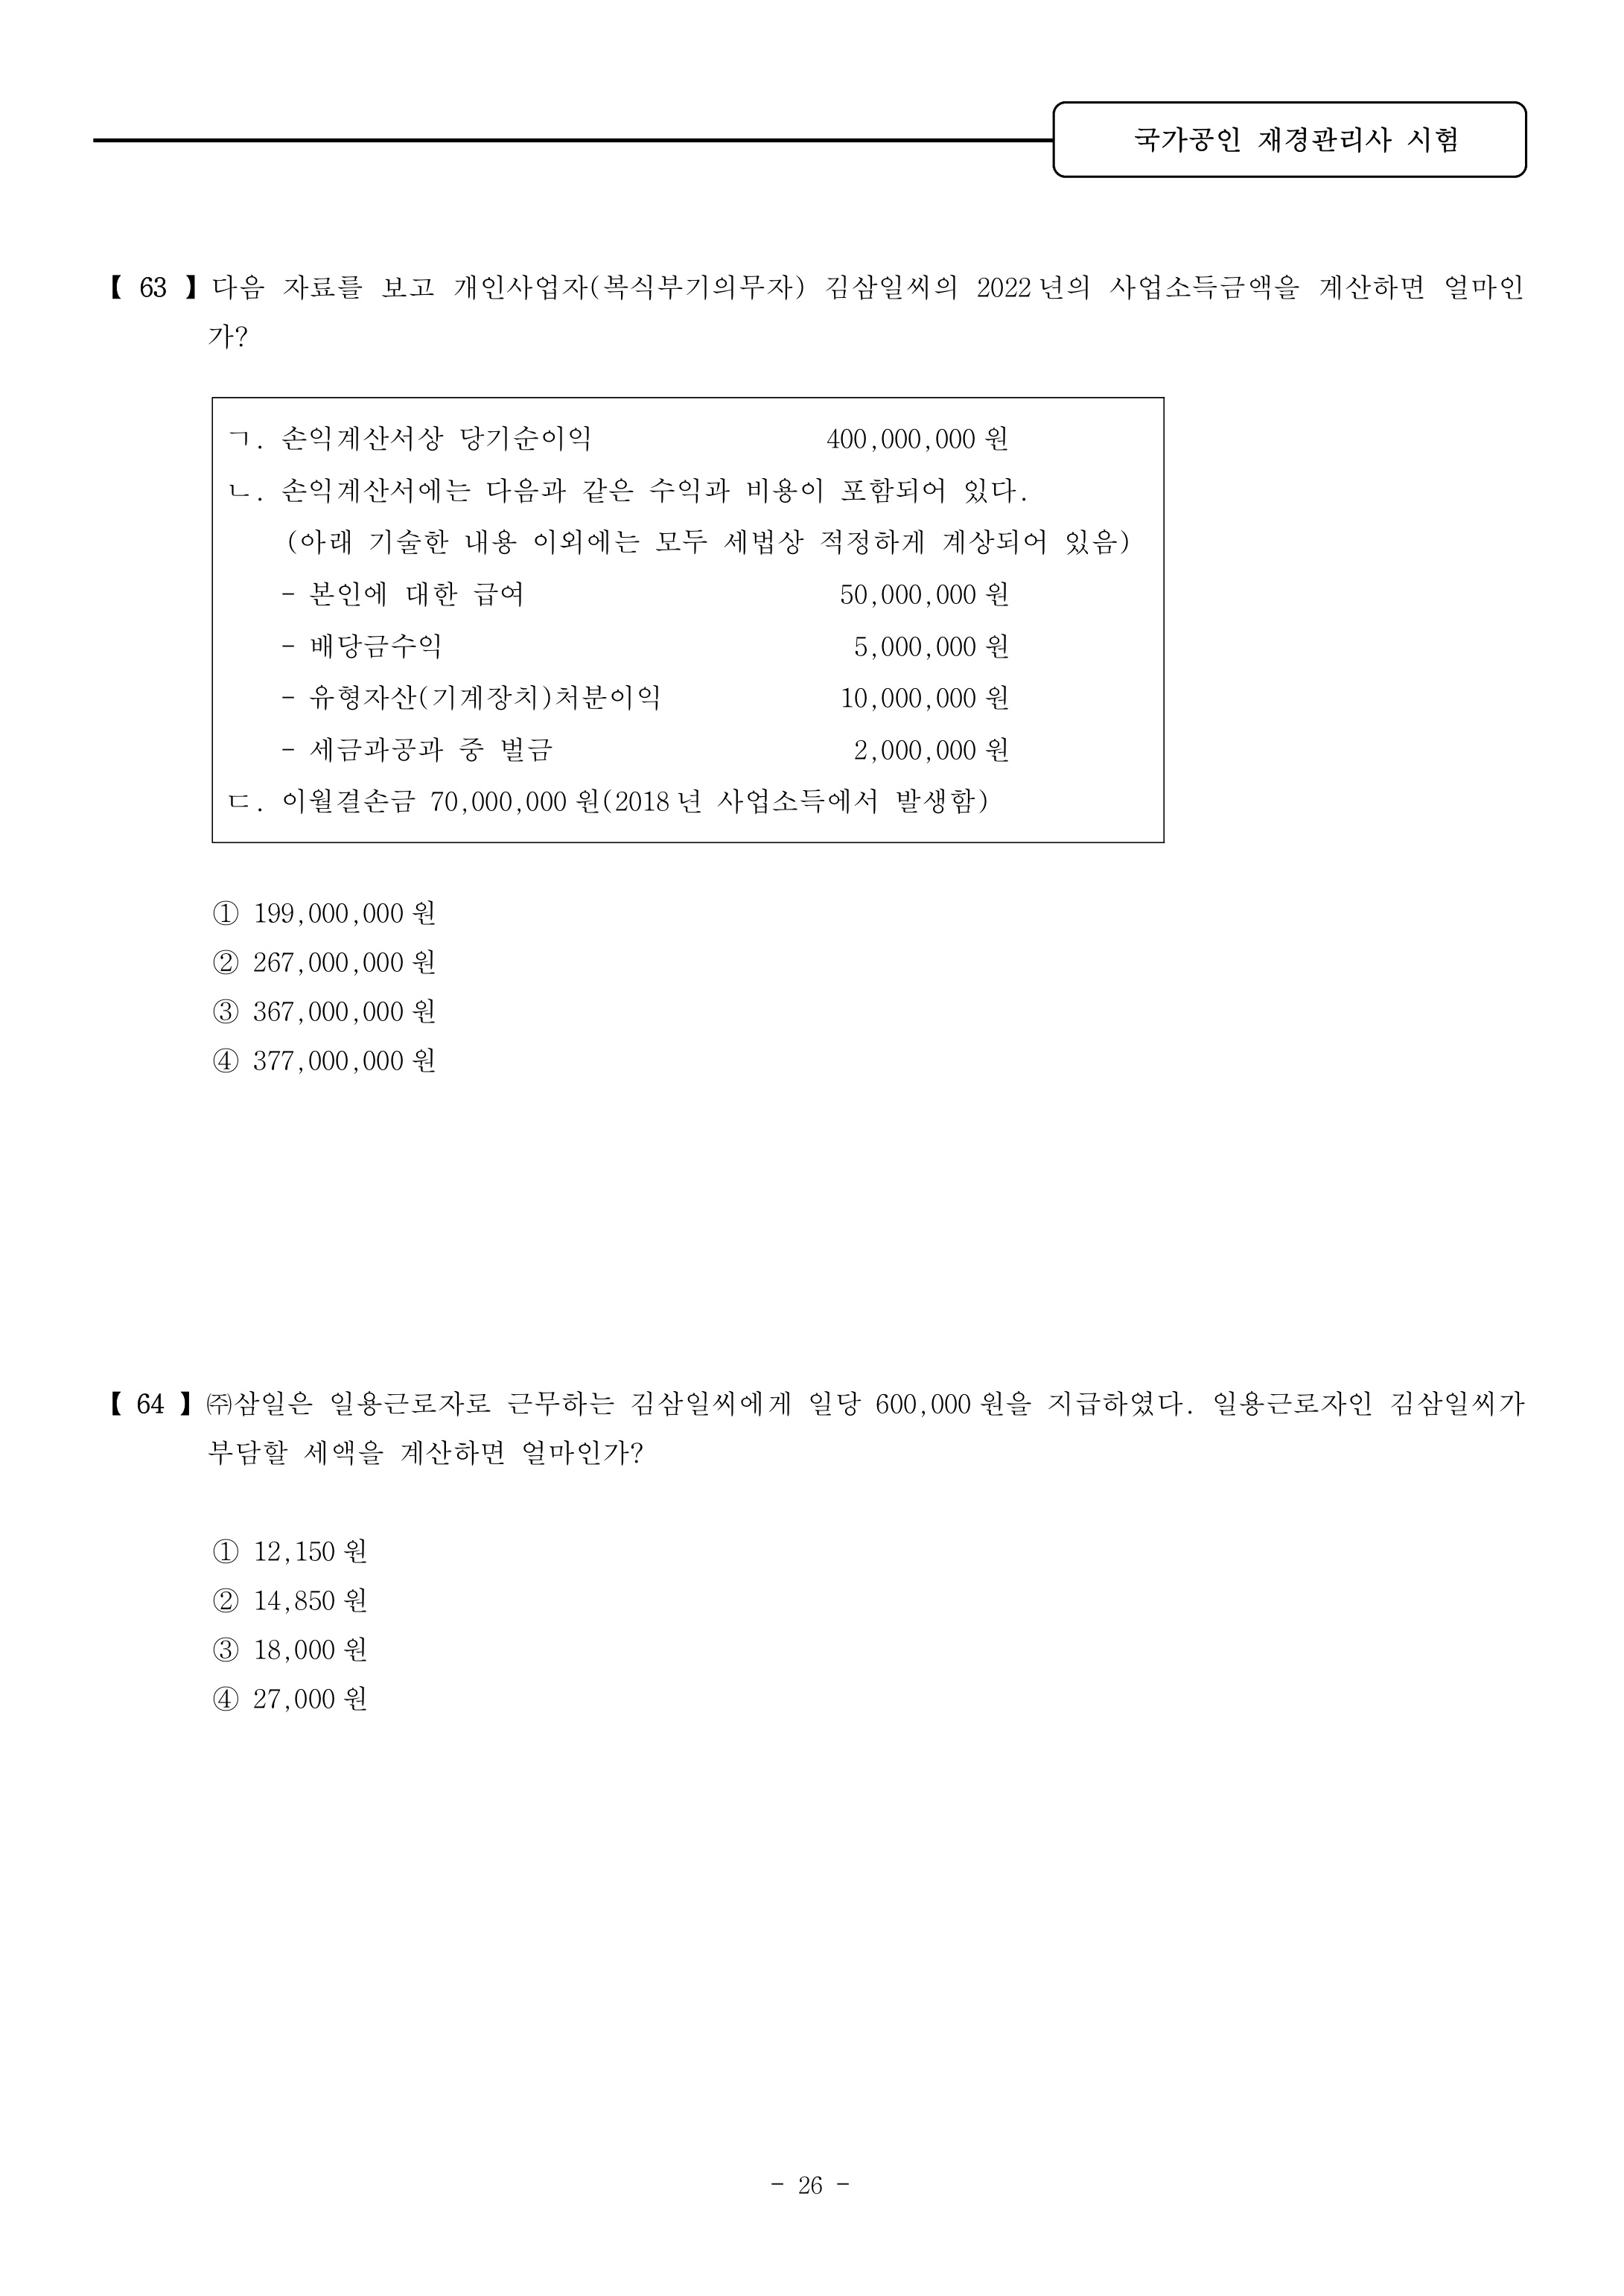 국가공인 재경관리사 시험
【 63 】 다음 자료를 보고 개인사업자(복식부기의무자) 김삼일씨의 2022년의 사업소득금액을 계산하면 얼마인
가?
ㄱ. 손익계산서상 당기순이익 400,000,000원
ㄴ. 손익계산서에는 다음과 같은 수익과 비용이 포함되어 있다.
(아래 기술한 내용 이외에는 모두 세법상 적정하게 계상되어 있음)
- 본인에 대한 급여 50,000,000원
- 배당금수익 5,000,000원
- 유형자산(기계장치)처분이익 10,000,000원
- 세금과공과 중 벌금 2,000,000원
ㄷ. 이월결손금 70,000,000원(2018년 사업소득에서 발생함)
① 199,000,000원
② 267,000,000원
③ 367,000,000원
④ 377,000,000원
【 64 】 ㈜삼일은 일용근로자로 근무하는 김삼일씨에게 일당 600,000원을 지급하였다. 일용근로자인 김삼일씨가
부담할 세액을 계산하면 얼마인가?
① 12,150원
② 14,850원
③ 18,000원
④ 27,000원
- 26 -